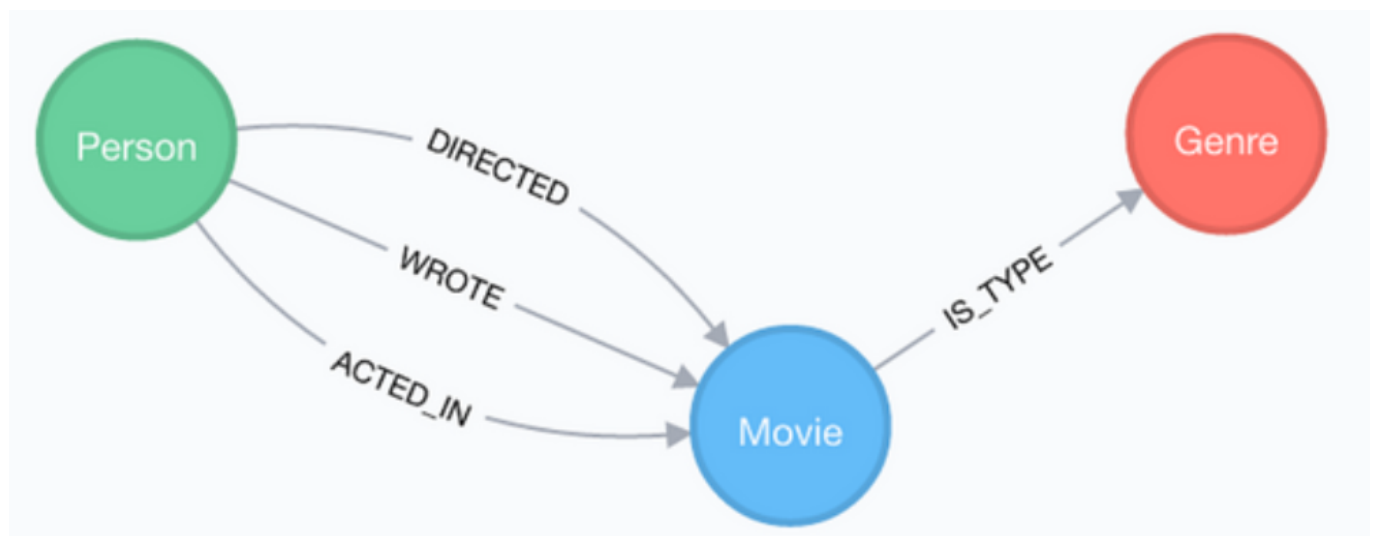 Person
DIRECTED
WROTE
ACTED_IN
Movie
IS_TYPE
Genre